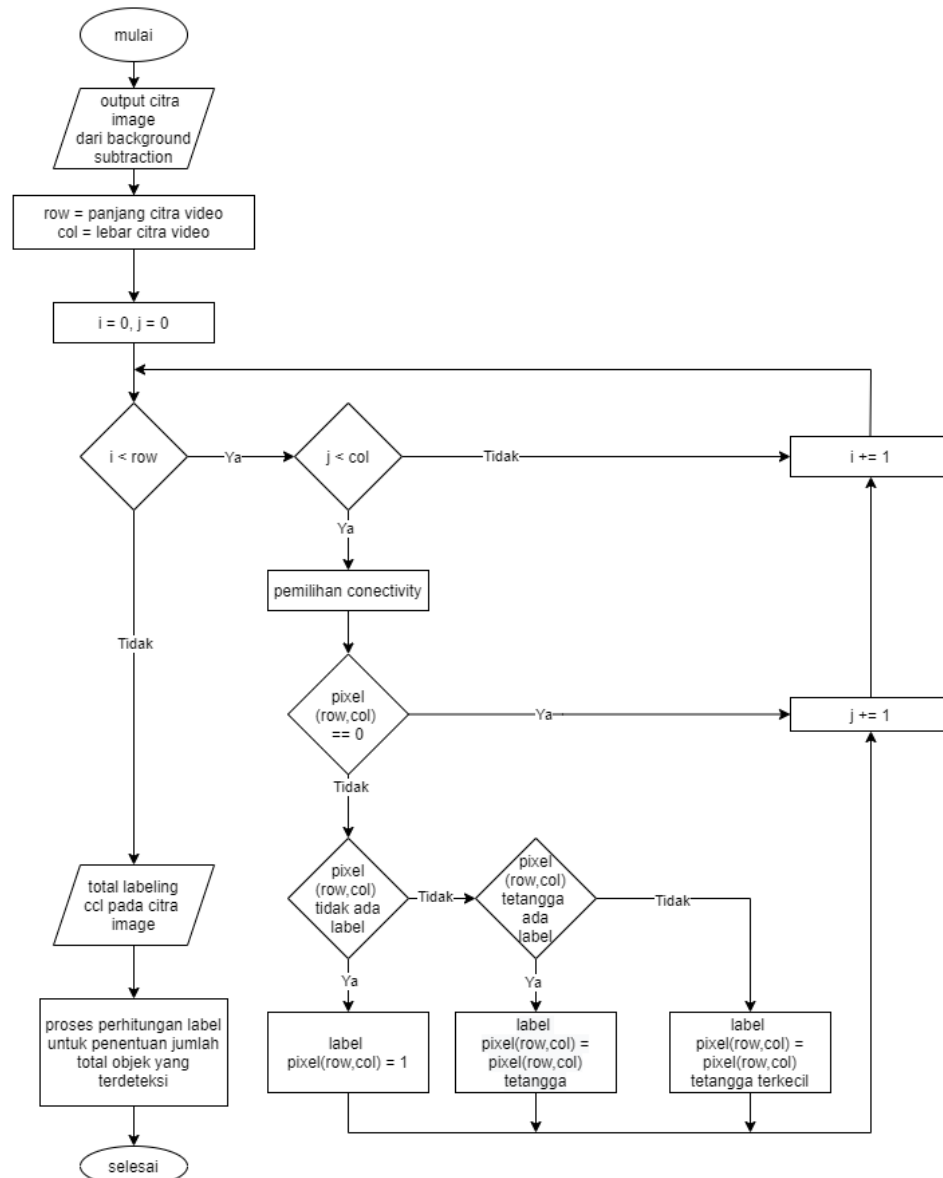 mulai
output citra
image
dari background
subtraction
row = panjang citra video
col = lebar citra video
i = 0, j = 0
i < row
Ya
j < col
Tidak
i += 1
Ya
pemilihan conectivity
Tidak
pixel
(row,col)
== 0
Ya
j += 1
Tidak
pixel
(row,col)
tidak ada
label
Tidak
pixel
(row,col)
tetangga
ada
label
Tidak
total labeling
ccl pada citra
image
Ya
Ya
label
pixel(row,col) = 1
label
pixel(row,col) =
pixel(row,col)
tetangga
label
pixel(row,col) =
pixel(row,col)
tetangga terkecil
proses perhitungan label
untuk penentuan jumlah
total objek yang
terdeteksi
selesai